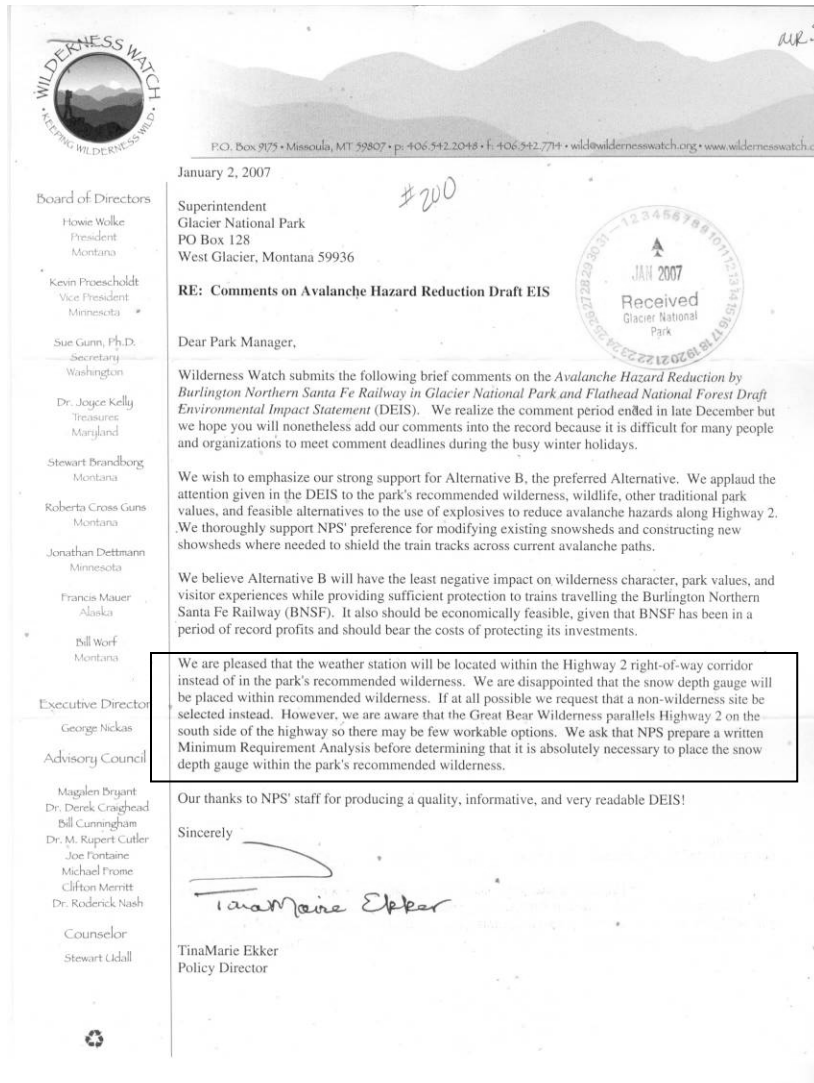 WILDERNESS WATCH
• KEEPING WILDERNESS WILD •
P.O. Box 9175 • Missoula, MT 59807 • p: 406.542.2048 • f: 406.542.7714 • wild@wildernesswatch.org • www.wildernesswatch.
Board of Directors
Howie Wolke
President
Montana
Kevin Proescholdt
Vice President
Minnesota
Sue Gunn, Ph.D.
Secretary
Washington
Dr. Joyce Kelly
Treasurer
Maryland
Stewart Brandborg
Montana
Roberta Cross Guns
Montana
Jonathan Dettmann
Minnesota
Francis Mauer
Alaska
Bill Worf
Montana
Executive Director
George Nickas
Advisory Council
Magalen Bryant
Dr. Derek Craighead
Bill Cunningham
Dr. M. Rupert Cutler
Joe Fontaine
Michael Frome
Clifton Merritt
Dr. Roderick Nash
Counselor
Stewart Udall
January 2, 2007
#200
Superintendent
Glacier National Park
PO Box 128
West Glacier, Montana 59936
JAN 2007
Received
Glacier National
Park
RE: Comments on Avalanche Hazard Reduction Draft EIS
Dear Park Manager,
Wilderness Watch submits the following brief comments on the Avalanche Hazard Reduction by
Burlington Northern Santa Fe Railway in Glacier National Park and Flathead National Forest Draft
Environmental Impact Statement (DEIS). We realize the comment period ended in late December but
we hope you will nonetheless add our comments into the record because it is difficult for many people
and organizations to meet comment deadlines during the busy winter holidays.
We wish to emphasize our strong support for Alternative B, the preferred Alternative. We applaud the
attention given in the DEIS to the park's recommended wilderness, wildlife, other traditional park
values, and feasible alternatives to the use of explosives to reduce avalanche hazards along Highway 2.
We thoroughly support NPS' preference for modifying existing snowsheds and constructing new
showsheds where needed to shield the train tracks across current avalanche paths.
We believe Alternative B will have the least negative impact on wilderness character, park values, and
visitor experiences while providing sufficient protection to trains travelling the Burlington Northern
Santa Fe Railway (BNSF). It also should be economically feasible, given that BNSF has been in a
period of record profits and should bear the costs of protecting its investments.
We are pleased that the weather station will be located within the Highway 2 right-of-way corridor
instead of in the park's recommended wilderness. We are disappointed that the snow depth gauge will
be placed within recommended wilderness. If at all possible we request that a non-wilderness site be
selected instead. However, we are aware that the Great Bear Wilderness parallels Highway 2 on the
south side of the highway so there may be few workable options. We ask that NPS prepare a written
Minimum Requirement Analysis before determining that it is absolutely necessary to place the snow
depth gauge within the park's recommended wilderness.
Our thanks to NPS' staff for producing a quality, informative, and very readable DEIS!
Sincerely
TinaMarie Ekker
TinaMarie Ekker
Policy Director